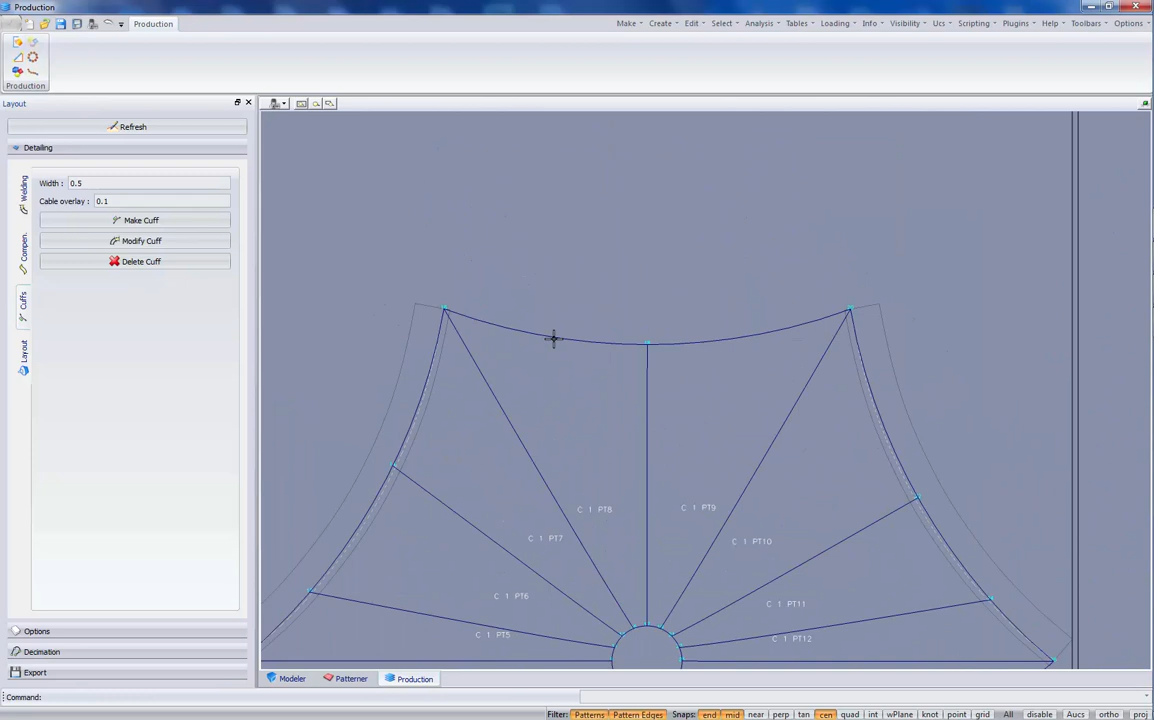 Production
Production
Make Create Edit Select Analysis Tables Loading Info Visibility Ucs Scripting Plugins Help Toolbars Options
Production
Layout
Refresh
Detailing
Welding
Compen.
Cuffs
Layout
Width : 0.5
Cable overlay : 0.1
Make Cuff
Modify Cuff
Delete Cuff
C 1 PT8
C 1 PT9
C 1 PT7
C 1 PT10
C 1 PT6
C 1 PT11
C 1 PT5
C 1 PT12
Options
Decimation
Export
Modeler Patterner Production
Command:
Filter: Patterns Pattern Edges Snaps: end mid near perp tan cen quad int wPlane knot point grid All disable Aucs ortho proj